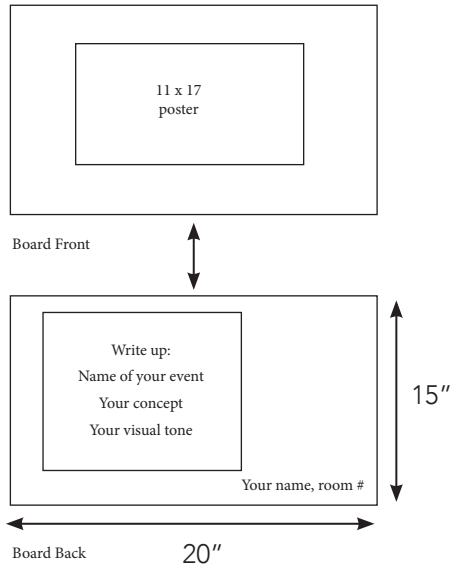 11 x 17
poster
Board Front
Write up:
Name of your event
Your concept
Your visual tone
Your name, room #
15"
Board Back
20"